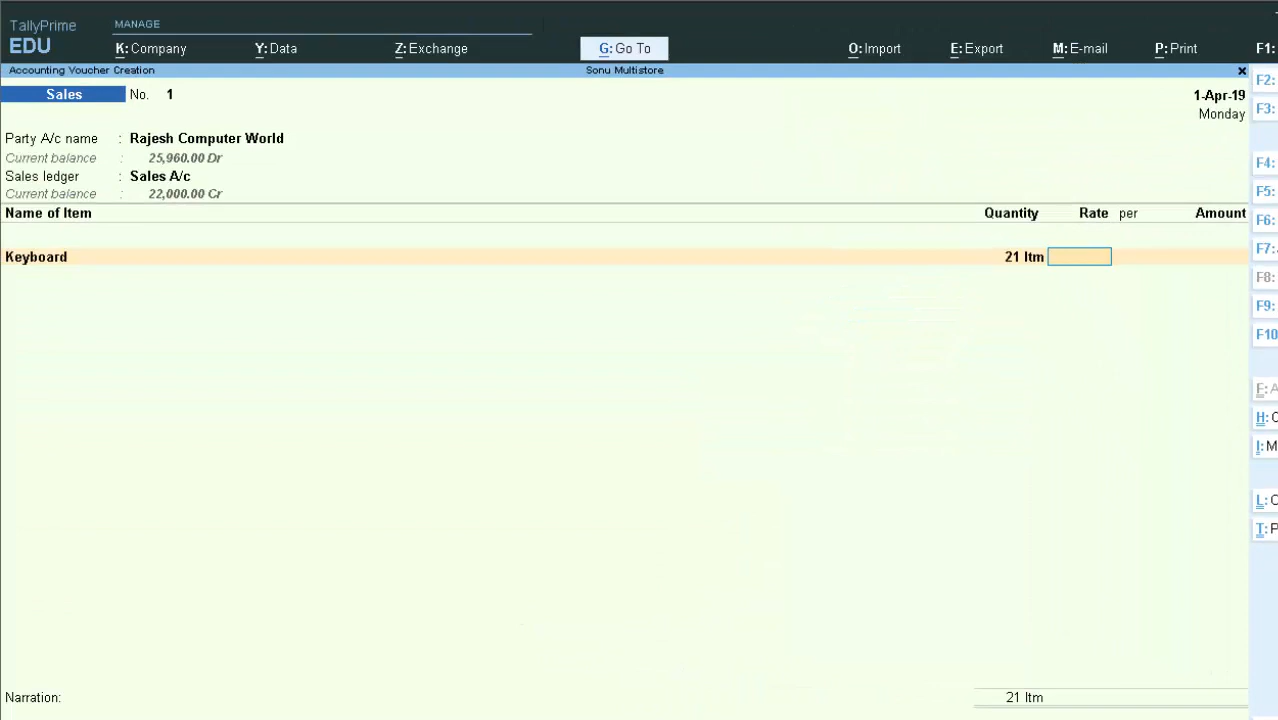 TallyPrime MANAGE
EDU K: Company Y: Data Z: Exchange G: Go To O: Import E: Export M: E-mail P: Print F1:
Accounting Voucher Creation Sonu Multistore x
Sales No. 1 1-Apr-19
Monday
Party A/c name : Rajesh Computer World
Current balance : 25,960.00 Dr
Sales ledger : Sales A/c
Current balance : 22,000.00 Cr
Name of Item Quantity Rate per Amount
Keyboard 21 Itm
Narration: 21 Itm
F2:
F3:
F4:
F5:
F6:
F7:
F8:
F9:
F10
F: A
H: C
I: M
L: O
T: P